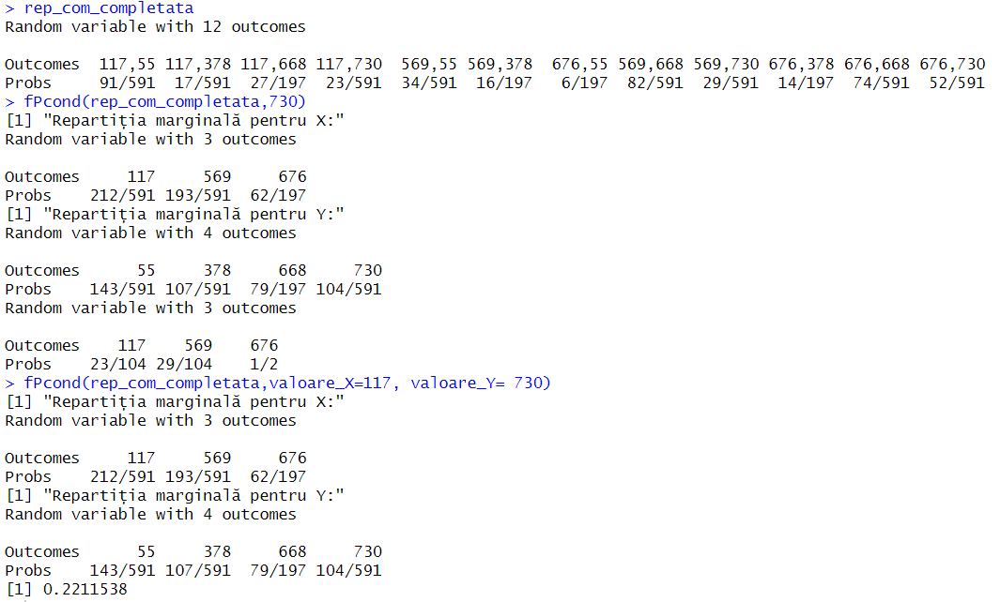 > rep_com_completata
Random variable with 12 outcomes
Outcomes  117,55 117,378 117,668 117,730  569,55 569,378  676,55 569,668 569,730 676,378 676,668 676,730
Probs     91/591  17/591  27/197  23/591  34/591  16/197   6/197  82/591  29/591  14/197  74/591  52/591
> fPcond(rep_com_completata,730)
[1] "Repartiția marginală pentru X:"
Random variable with 3 outcomes
Outcomes     117     569     676
Probs    212/591 193/591  62/197
[1] "Repartiția marginală pentru Y:"
Random variable with 4 outcomes
Outcomes      55     378     668     730
Probs    143/591 107/591  79/197 104/591
Random variable with 3 outcomes
Outcomes    117    569    676
Probs    23/104 29/104    1/2
> fPcond(rep_com_completata,valoare_X=117, valoare_Y= 730)
[1] "Repartiția marginală pentru X:"
Random variable with 3 outcomes
Outcomes     117     569     676
Probs    212/591 193/591  62/197
[1] "Repartiția marginală pentru Y:"
Random variable with 4 outcomes
Outcomes      55     378     668     730
Probs    143/591 107/591  79/197 104/591
[1] 0.2211538